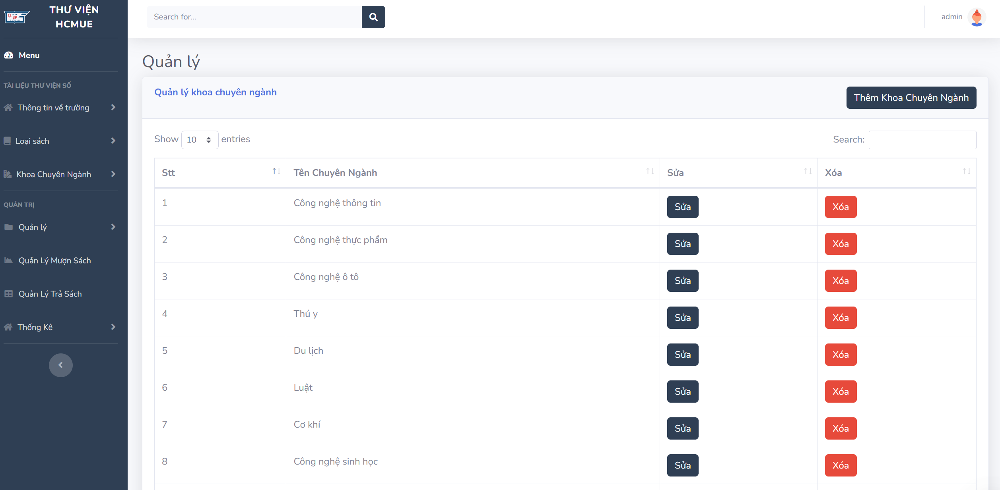 THƯ VIỆN
HCMUE
SP
Search for...
admin
Menu
TÀI LIỆU THƯ VIỆN SỐ
Thông tin về trường
Loại sách
Khoa Chuyên Ngành
QUẢN TRỊ
Quản lý
Quản Lý Mượn Sách
Quản Lý Trả Sách
Thống Kê
Quản lý
Quản lý khoa chuyên ngành
Thêm Khoa Chuyên Ngành
Show 10 entries
Search:
Stt Tên Chuyên Ngành Sửa Xóa
1 Công nghệ thông tin Sửa Xóa
2 Công nghệ thực phẩm Sửa Xóa
3 Công nghệ ô tô Sửa Xóa
4 Thú y Sửa Xóa
5 Du lịch Sửa Xóa
6 Luật Sửa Xóa
7 Cơ khí Sửa Xóa
8 Công nghệ sinh học Sửa Xóa